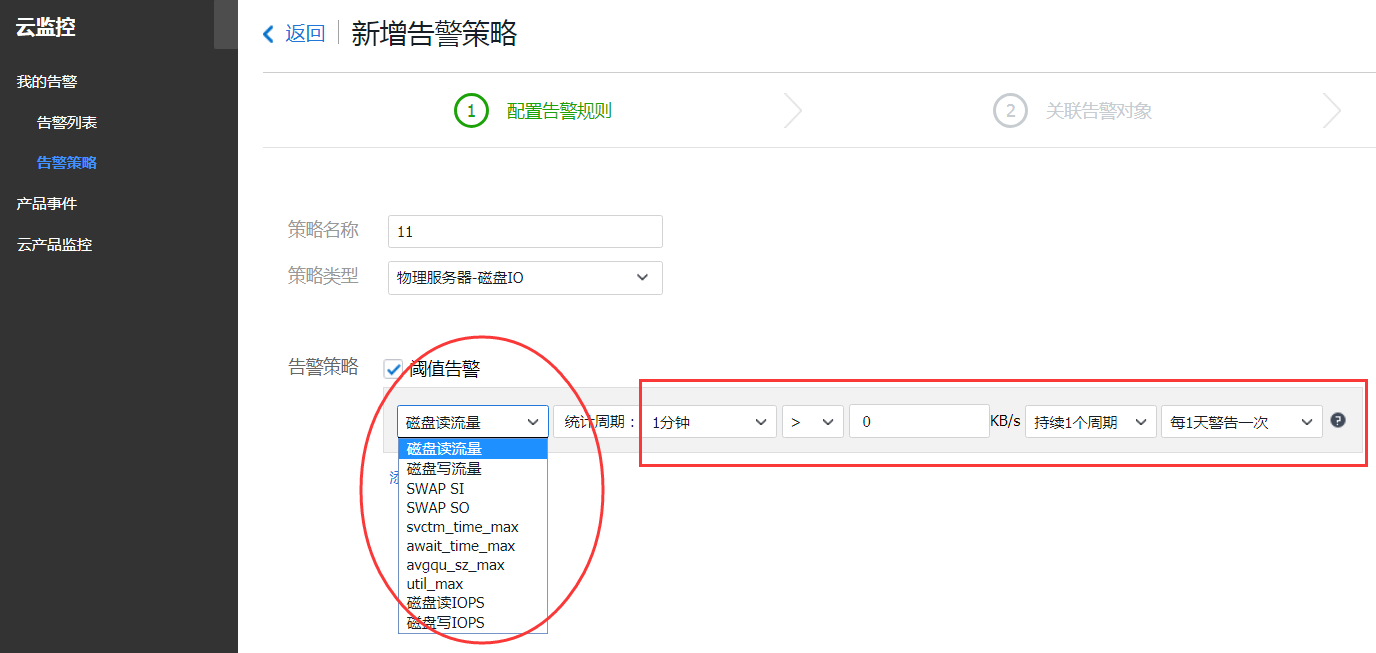 云监控
我的告警
告警列表
告警策略
产品事件
云产品监控
返回 新增告警策略
1 配置告警规则 2 关联告警对象
策略名称 11
策略类型 物理服务器-磁盘IO
告警策略 阈值告警
磁盘读流量 统计周期： 1分钟 > 0 KB/s 持续1个周期 每1天警告一次 ?
磁盘读流量
磁盘写流量
SWAP SI
SWAP SO
svctm_time_max
await_time_max
avgqu_sz_max
util_max
磁盘读IOPS
磁盘写IOPS